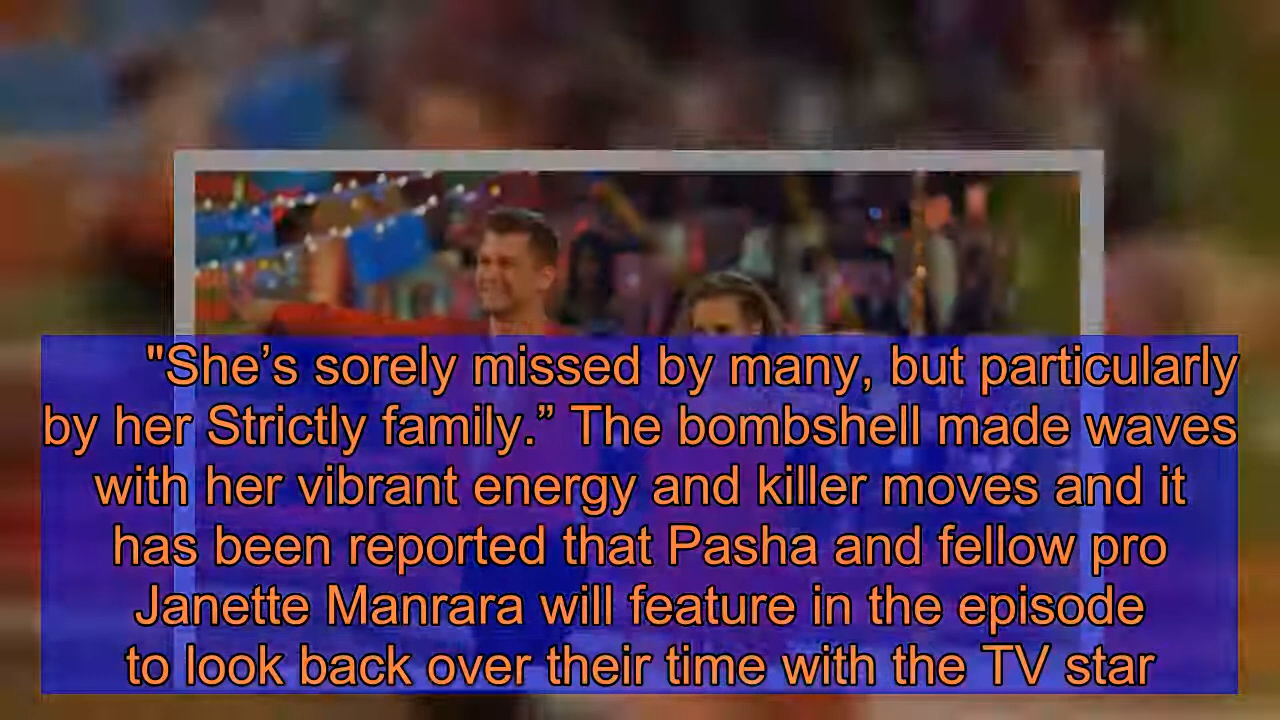 "She’s sorely missed by many, but particularly
by her Strictly family.” The bombshell made waves
with her vibrant energy and killer moves and it
has been reported that Pasha and fellow pro
Janette Manrara will feature in the episode
to look back over their time with the TV star